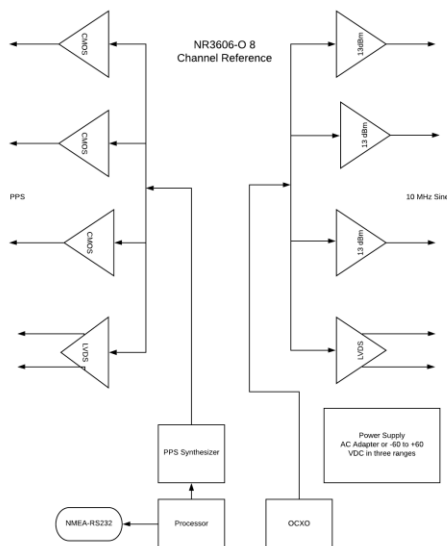 NR3606-O 8
Channel Reference
CMOS
CMOS
CMOS
LVDS
PPS
13dBm
13 dBm
13 dBm
LVDS
10 MHz Sine
PPS Synthesizer
Power Supply
AC Adapter or -60 to +60
VDC in three ranges
NMEA-RS232
Processor
OCXO